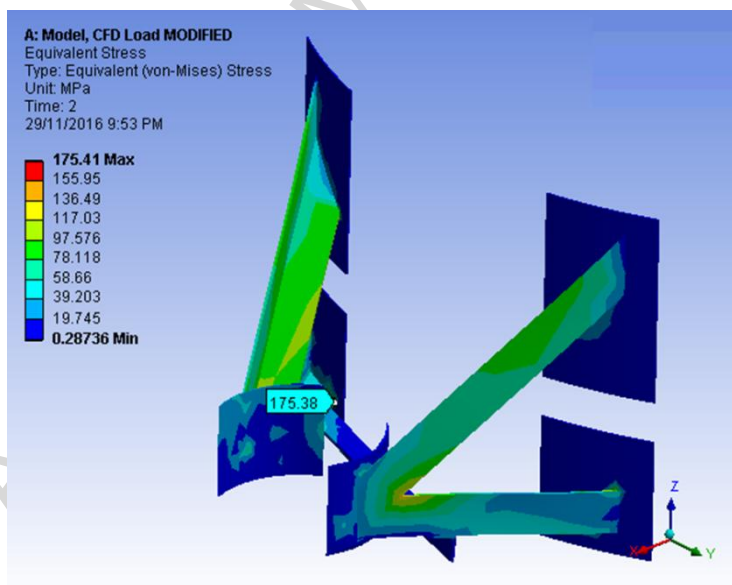 A: Model, CFD Load MODIFIED
Equivalent Stress
Type: Equivalent (von-Mises) Stress
Unit: MPa
Time: 2
29/11/2016 9:53 PM
175.41 Max
155.95
136.49
117.03
97.576
78.118
58.66
39.203
19.745
0.28736 Min
175.38
Z
X
Y